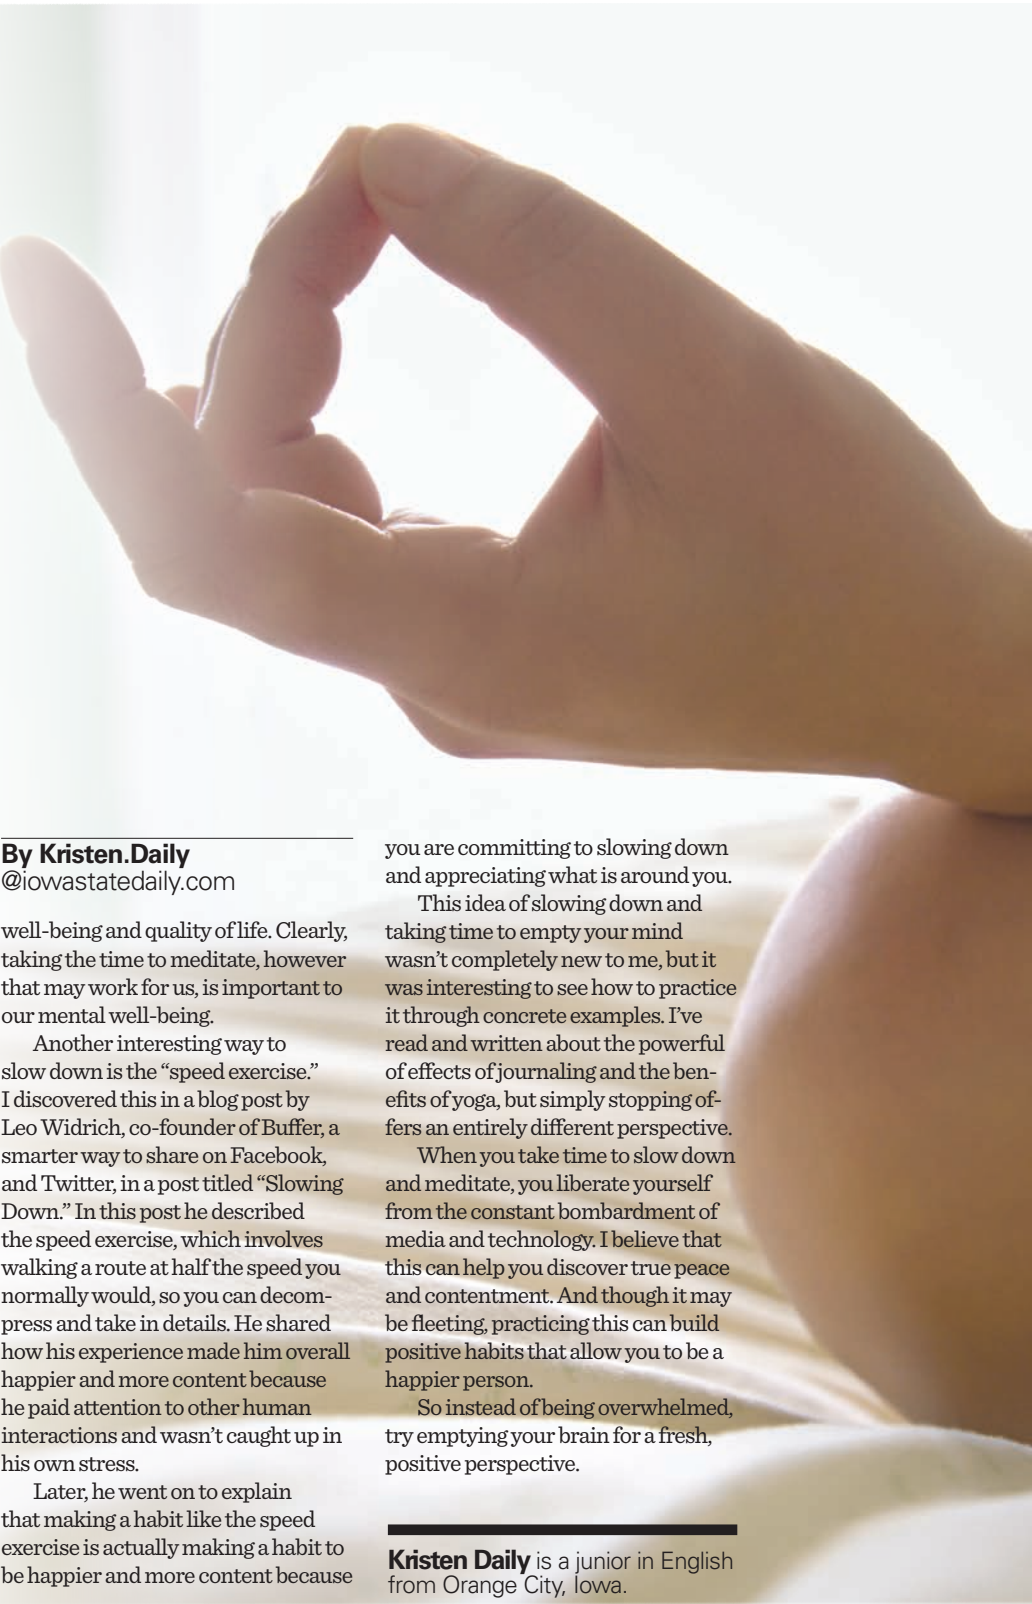 By Kristen.Daily
@iowastatedaily.com
well-being and quality of life. Clearly,
taking the time to meditate, however
that may work for us, is important to
our mental well-being.
Another interesting way to
slow down is the “speed exercise.”
I discovered this in a blog post by
Leo Widrich, co-founder of Buffer, a
smarter way to share on Facebook,
and Twitter, in a post titled “Slowing
Down.” In this post he described
the speed exercise, which involves
walking a route at half the speed you
normally would, so you can decom-
press and take in details. He shared
how his experience made him overall
happier and more content because
he paid attention to other human
interactions and wasn’t caught up in
his own stress.
Later, he went on to explain
that making a habit like the speed
exercise is actually making a habit to
be happier and more content because
you are committing to slowing down
and appreciating what is around you.
This idea of slowing down and
taking time to empty your mind
wasn’t completely new to me, but it
was interesting to see how to practice
it through concrete examples. I’ve
read and written about the powerful
of effects of journaling and the ben-
efits of yoga, but simply stopping of-
fers an entirely different perspective.
When you take time to slow down
and meditate, you liberate yourself
from the constant bombardment of
media and technology. I believe that
this can help you discover true peace
and contentment. And though it may
be fleeting, practicing this can build
positive habits that allow you to be a
happier person.
So instead of being overwhelmed,
try emptying your brain for a fresh,
positive perspective.
Kristen Daily is a junior in English
from Orange City, Iowa.